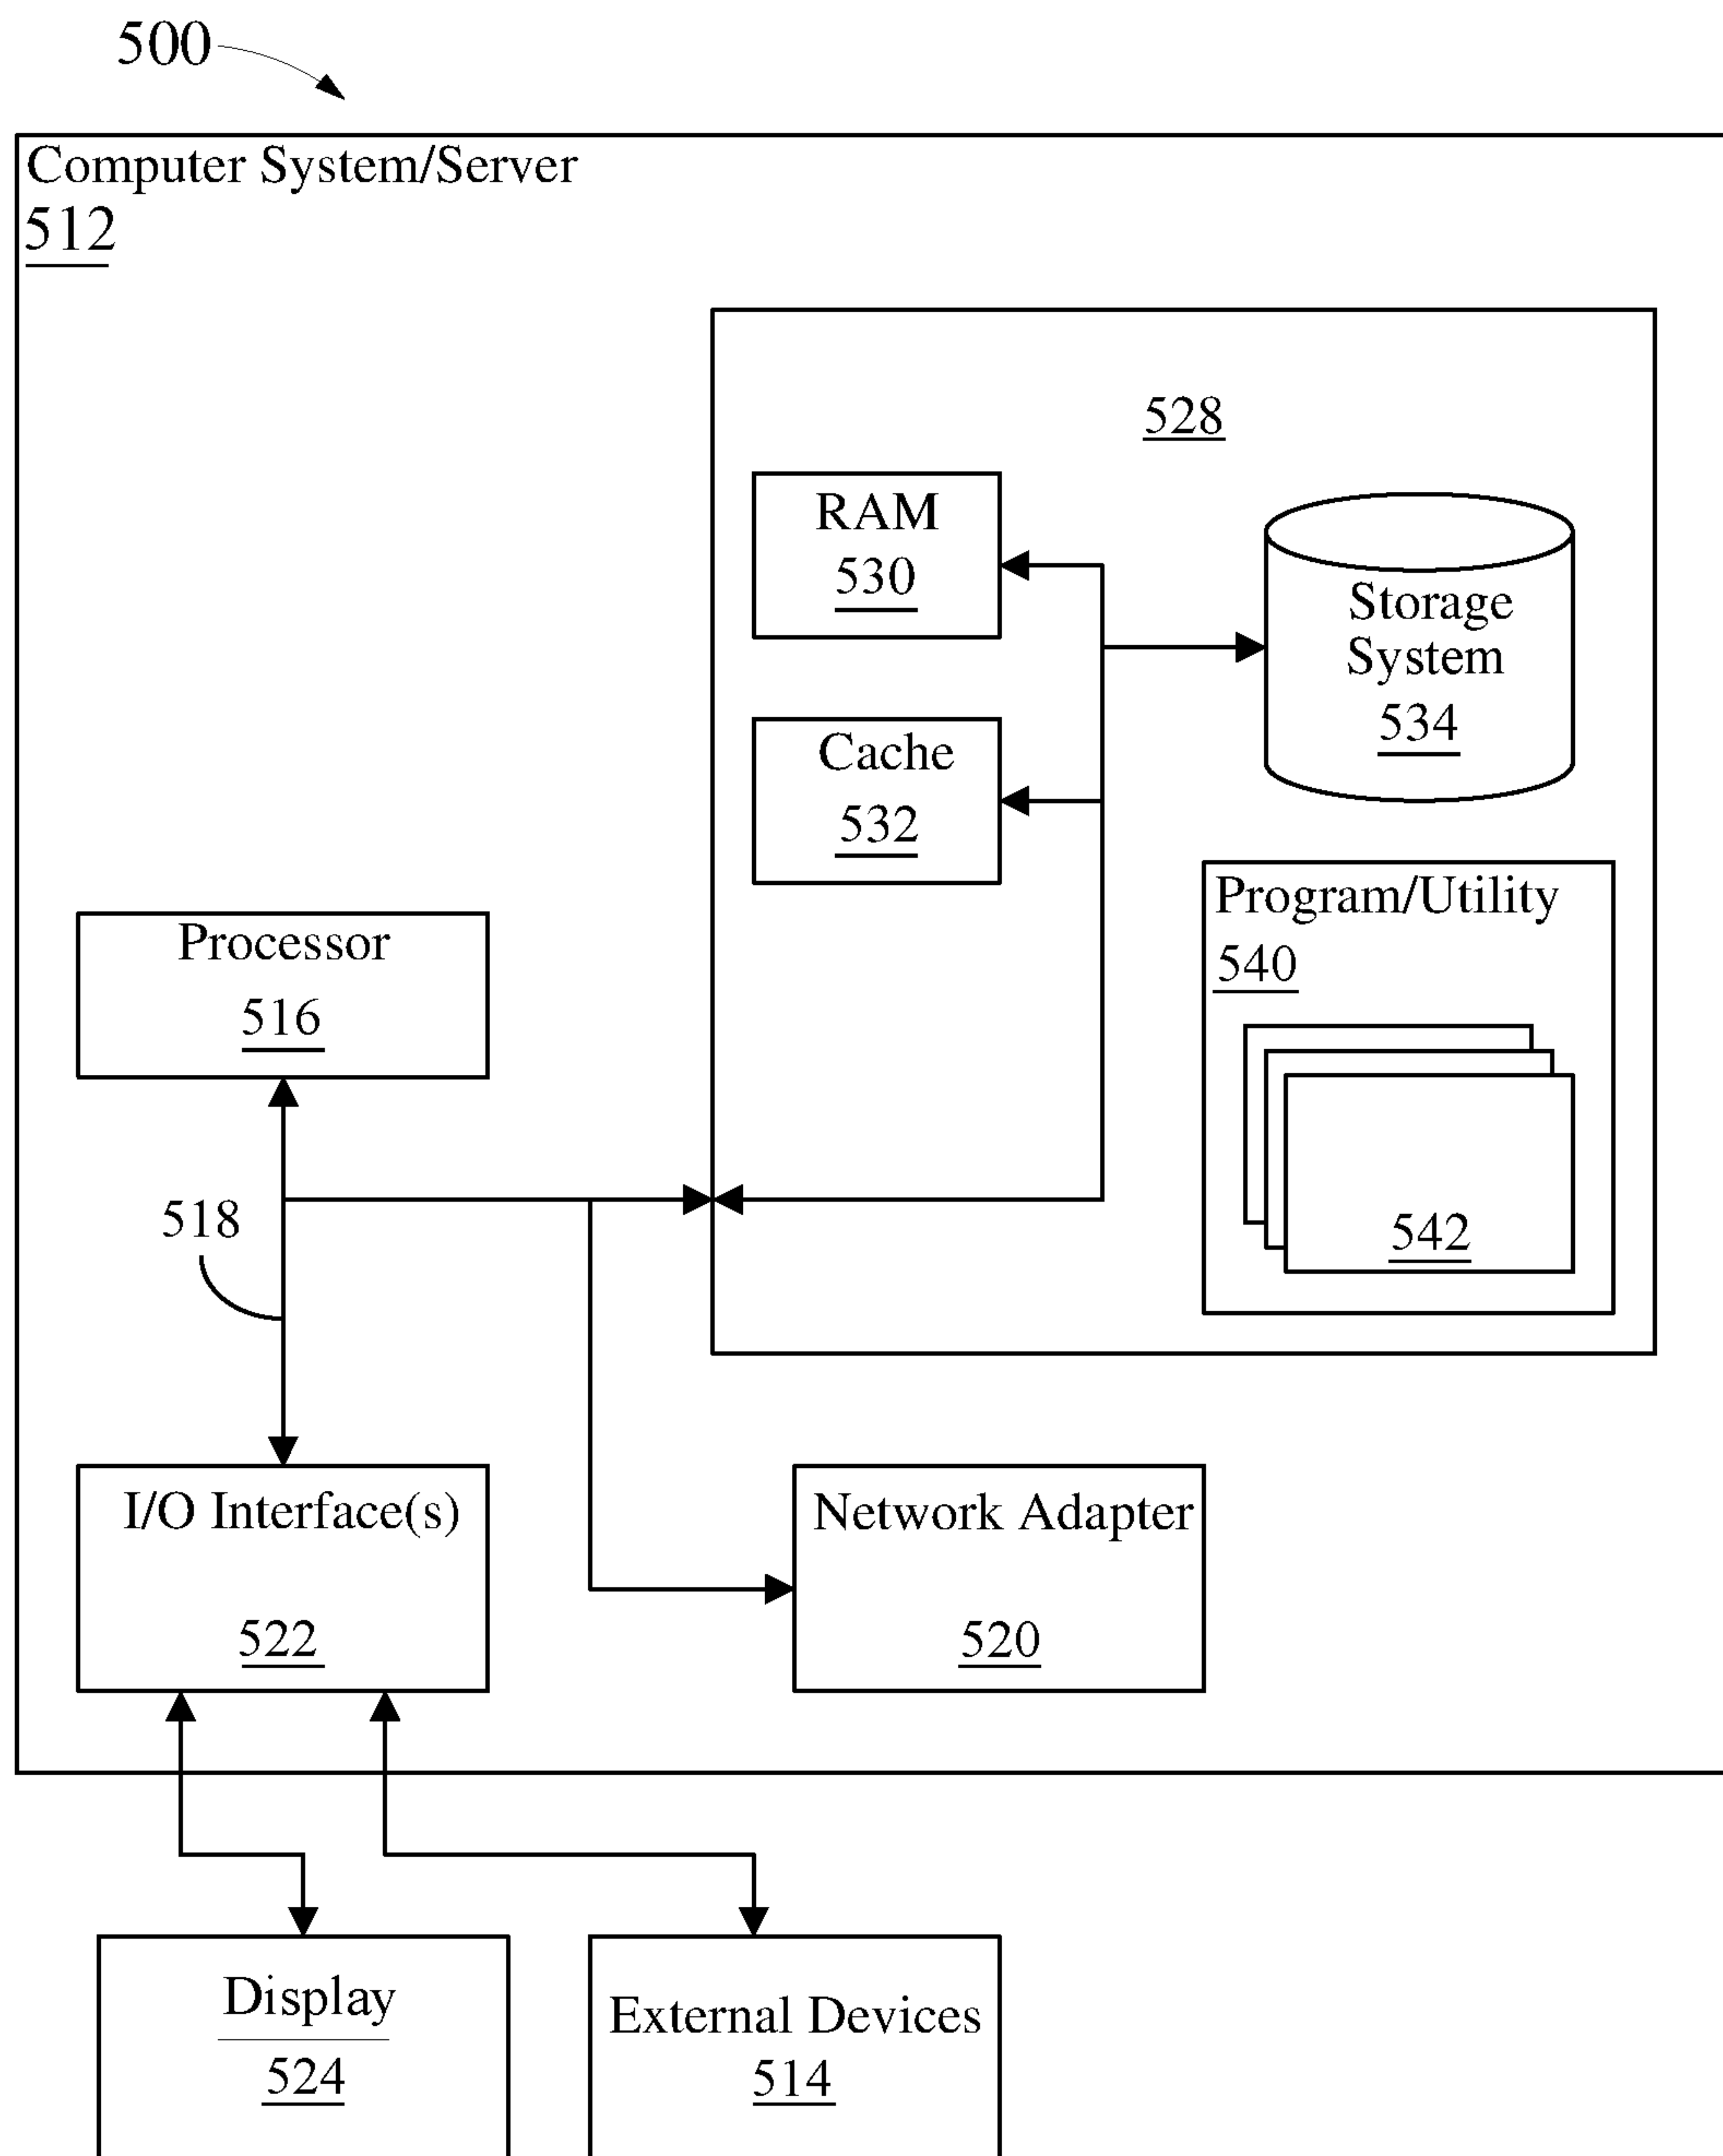 500
Computer System/Server
512
528
RAM
530
Storage
System
534
Cache
532
Program/Utility
540
542
Processor
516
518
I/O Interface(s)
522
Network Adapter
520
Display
524
External Devices
514